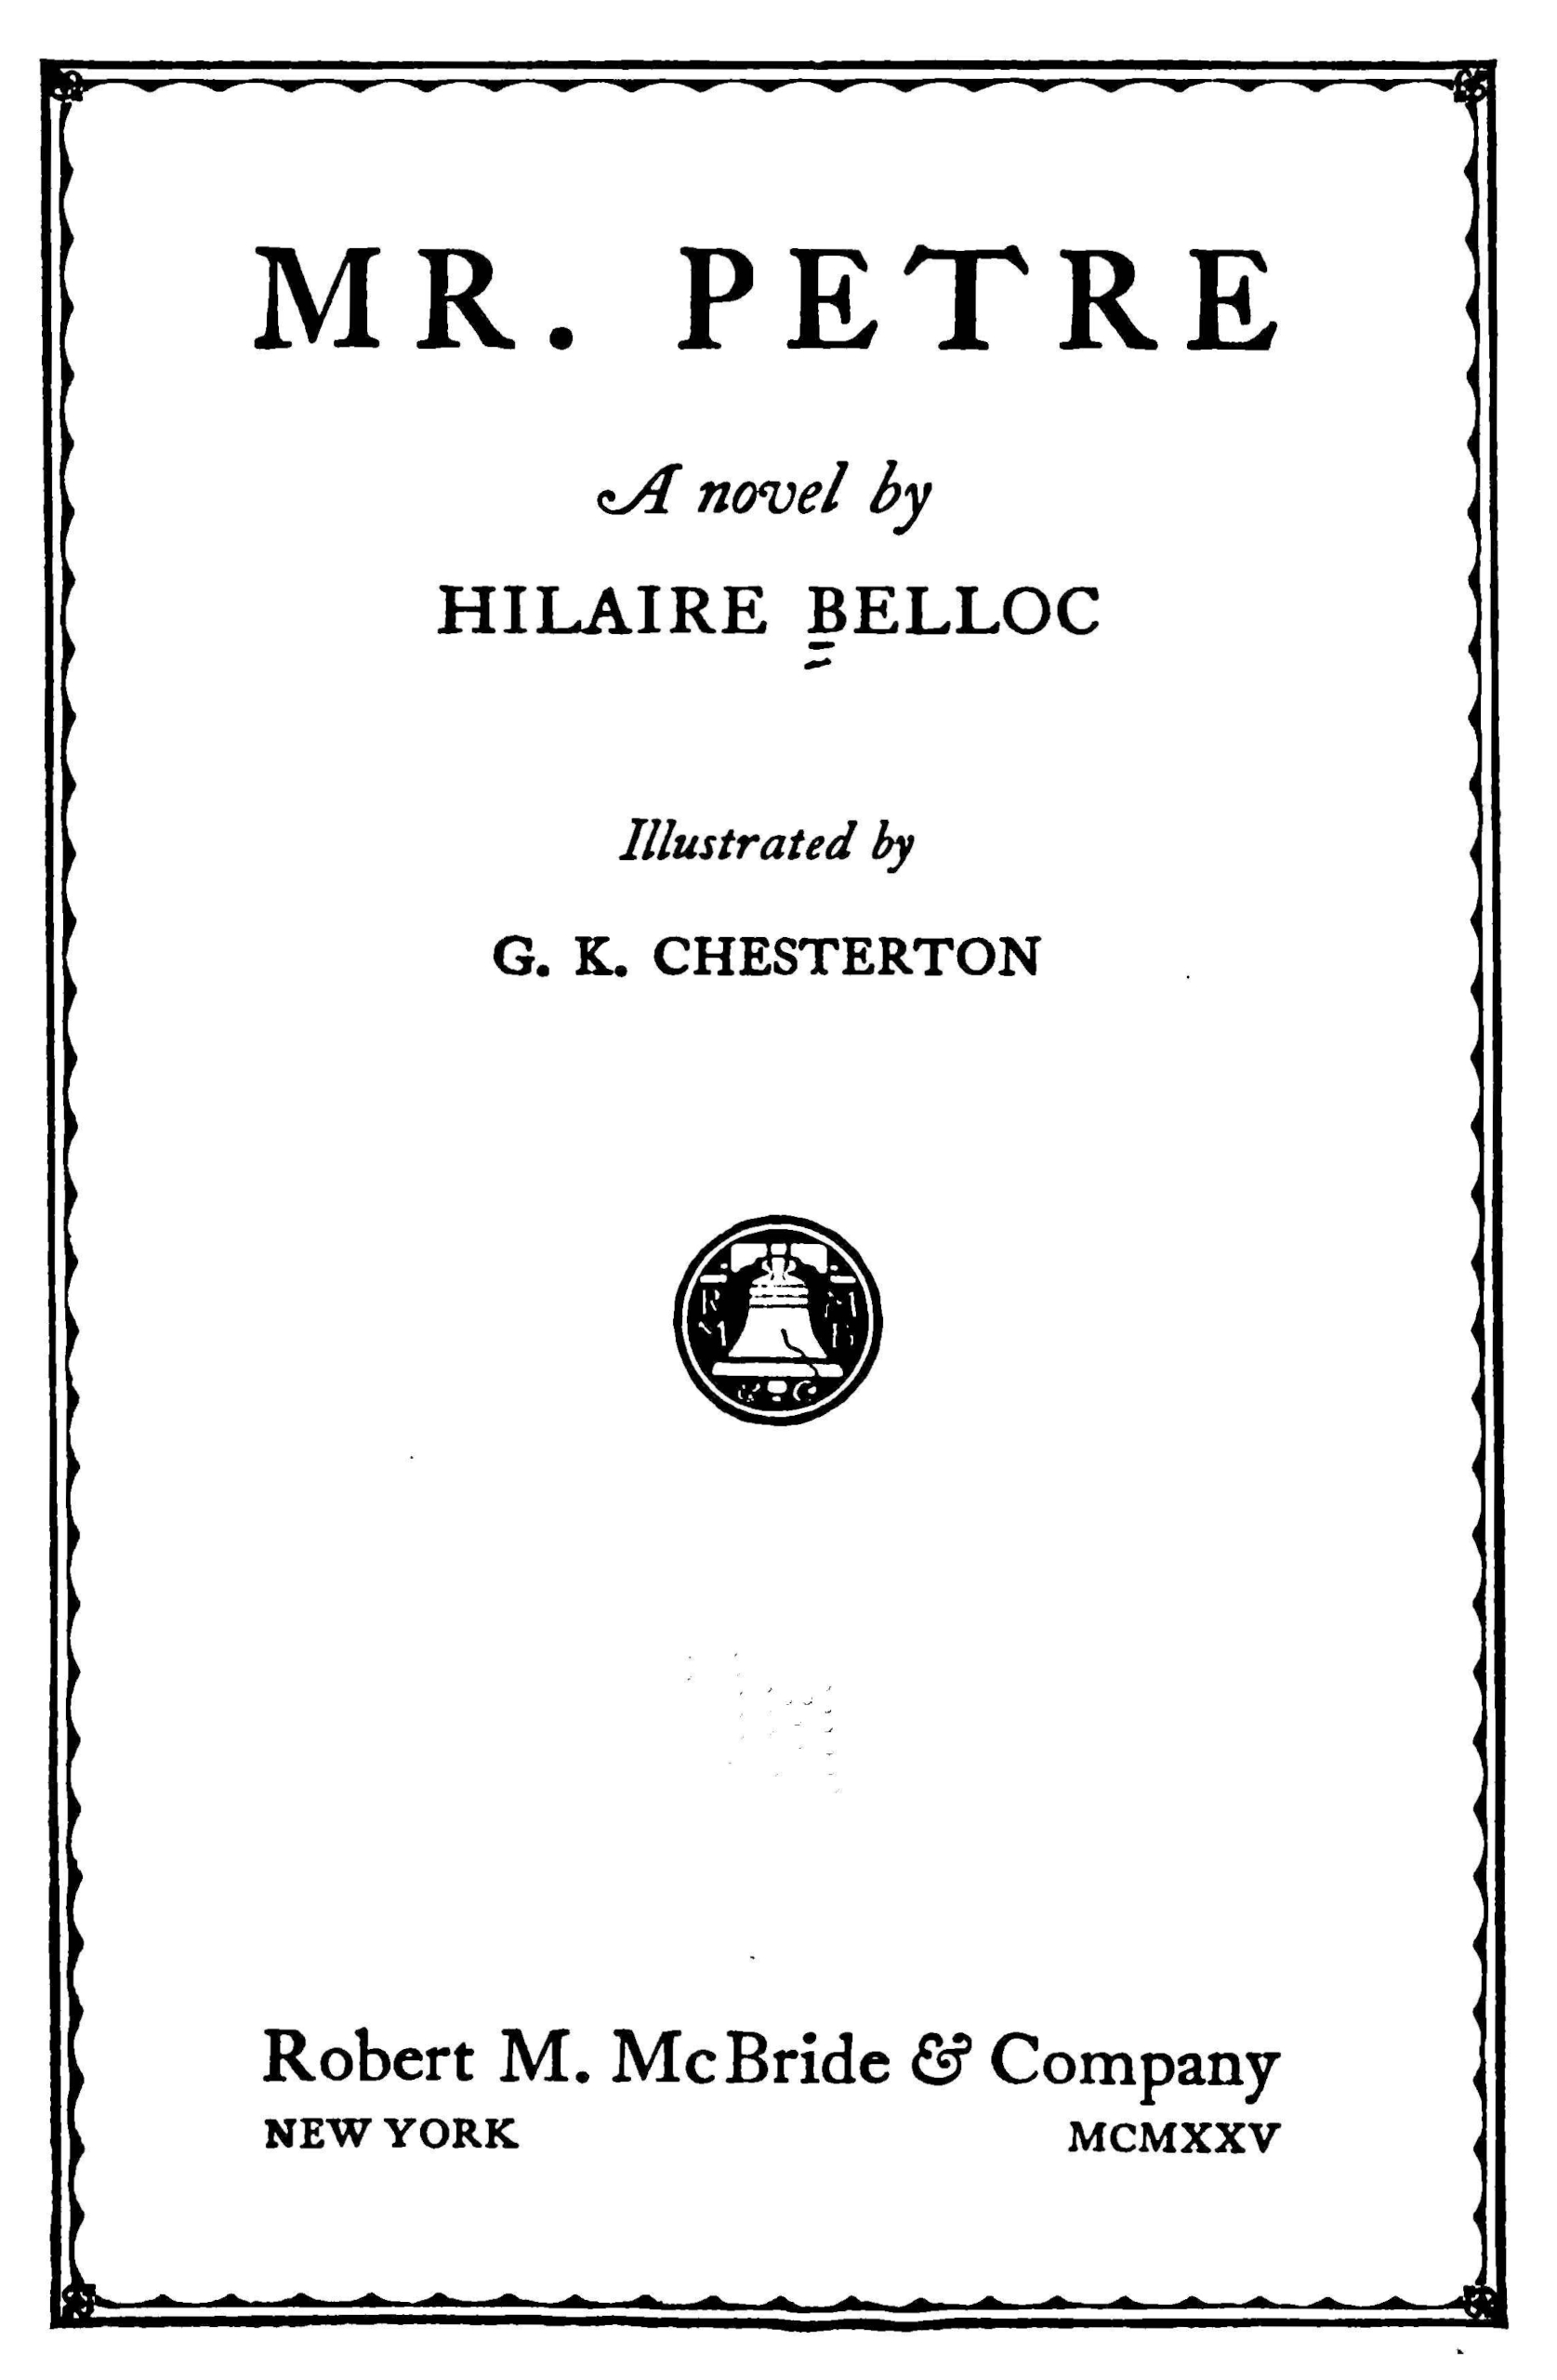 MR. PETRE
A novel by
HILAIRE BELLOC
Illustrated by
G. K. CHESTERTON
R M
M B
& C
Robert M. McBride & Company
NEW YORK MCMXXV